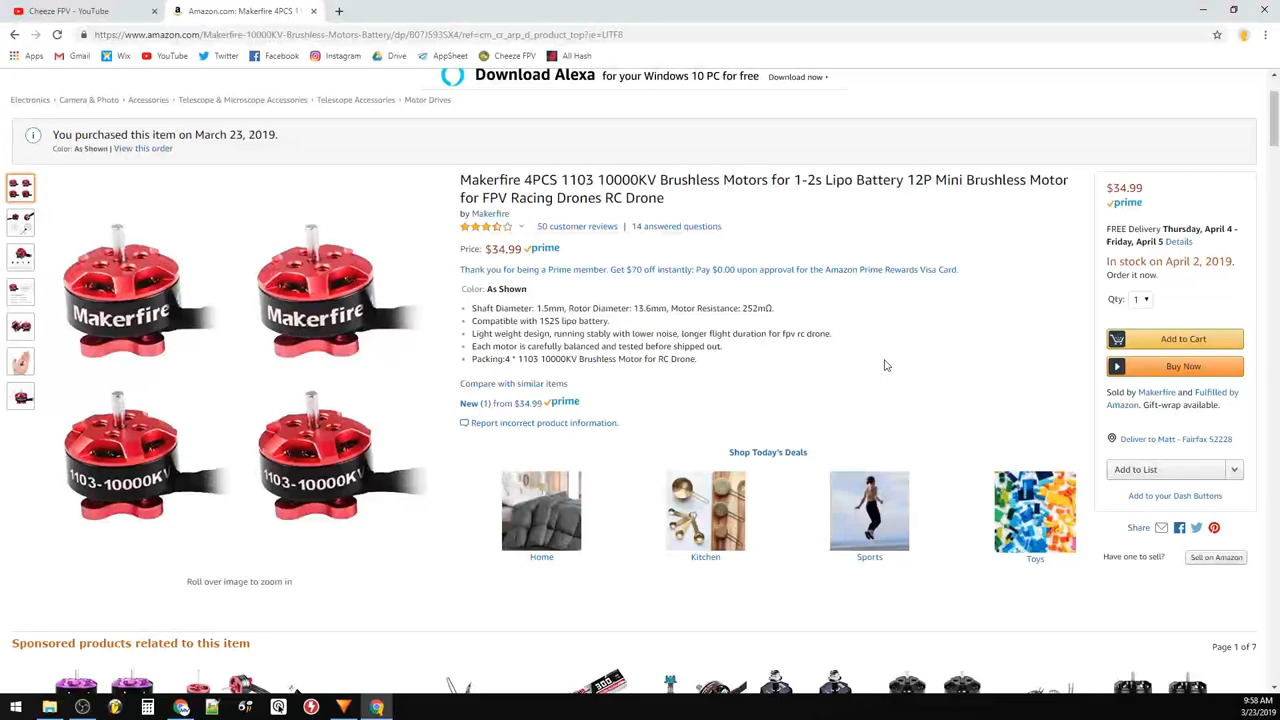 Cheeze FPV - YouTube
Amazon.com: Makerfire 4PCS 1
https://www.amazon.com/Makerfire-10000KV-Brushless-Motors-Battery/dp/B07J593SX4/ref=cm_cr_arp_d_product_top?ie=UTF8
Apps Gmail Wix YouTube Twitter Facebook Instagram Drive AppSheet Cheeze FPV All Hash
Download Alexa for your Windows 10 PC for free Download now ▸
Electronics › Camera & Photo › Accessories › Telescope & Microscope Accessories › Telescope Accessories › Motor Drives
You purchased this item on March 23, 2019.
Color: As Shown | View this order
Makerfire 4PCS 1103 10000KV Brushless Motors for 1-2s Lipo Battery 12P Mini Brushless Motor
for FPV Racing Drones RC Drone
by Makerfire
50 customer reviews | 14 answered questions
Price: $34.99 prime
Thank you for being a Prime member. Get $70 off instantly: Pay $0.00 upon approval for the Amazon Prime Rewards Visa Card.
Color: As Shown
Shaft Diameter: 1.5mm, Rotor Diameter: 13.6mm, Motor Resistance: 252mΩ.
Compatible with 1S2S lipo battery.
Light weight design, running stably with lower noise, longer flight duration for fpv rc drone.
Each motor is carefully balanced and tested before shipped out.
Packing:4 * 1103 10000KV Brushless Motor for RC Drone.
Compare with similar items
New (1) from $34.99 prime
Report incorrect product information.
Makerfire
Makerfire
1103-10000KV
1103-10000KV
Roll over image to zoom in
Shop Today's Deals
Home
Kitchen
Sports
Toys
$34.99
prime
FREE Delivery Thursday, April 4 -
Friday, April 5 Details
In stock on April 2, 2019.
Order it now.
Qty: 1
Add to Cart
Buy Now
Sold by Makerfire and Fulfilled by
Amazon. Gift-wrap available.
Deliver to Matt - Fairfax 52228
Add to List
Add to your Dash Buttons
Share
Have one to sell? Sell on Amazon
Sponsored products related to this item
Page 1 of 7
300
9:58 AM
3/23/2019